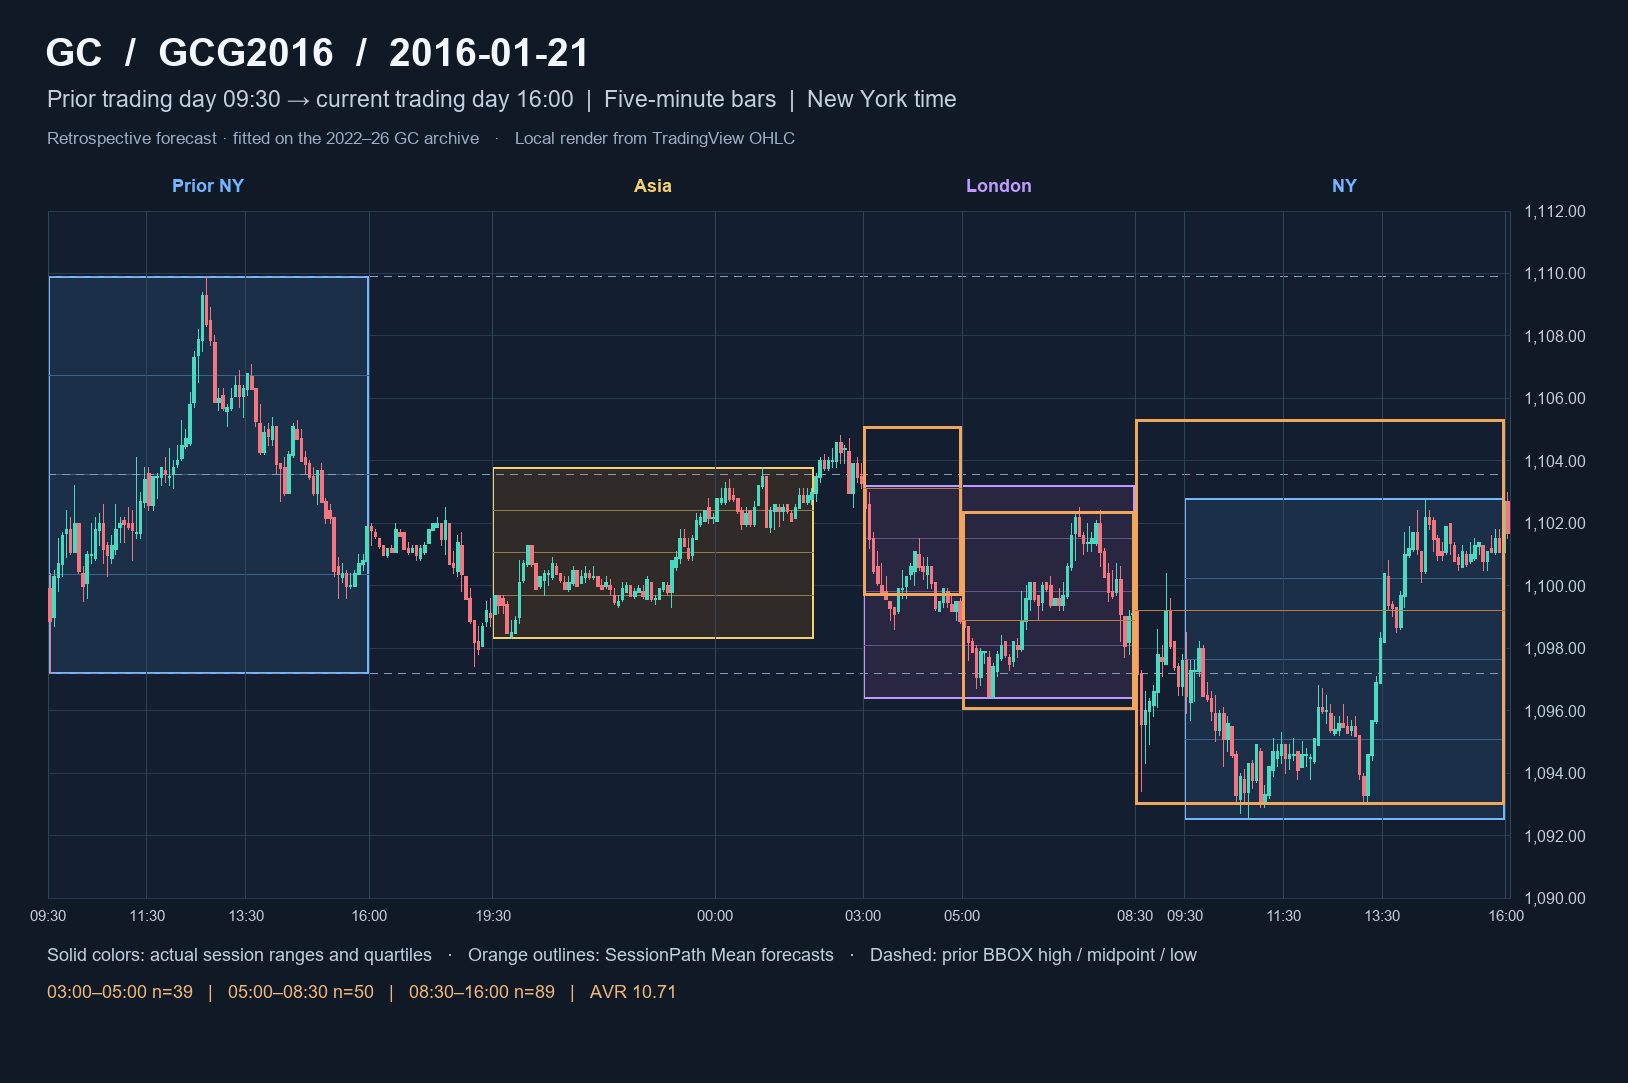 GC / GCG2016 / 2016-01-21
Prior trading day 09:30 → current trading day 16:00 | Five-minute bars | New York time
Retrospective forecast · fitted on the 2022–26 GC archive · Local render from TradingView OHLC
Prior NY Asia London NY
1,112.00
1,110.00
1,108.00
1,106.00
1,104.00
1,102.00
1,100.00
1,098.00
1,096.00
1,094.00
1,092.00
1,090.00
09:30 11:30 13:30 16:00 19:30 00:00 03:00 05:00 08:30 09:30 11:30 13:30 16:00
Solid colors: actual session ranges and quartiles · Orange outlines: SessionPath Mean forecasts · Dashed: prior BBOX high / midpoint / low
03:00–05:00 n=39 | 05:00–08:30 n=50 | 08:30–16:00 n=89 | AVR 10.71